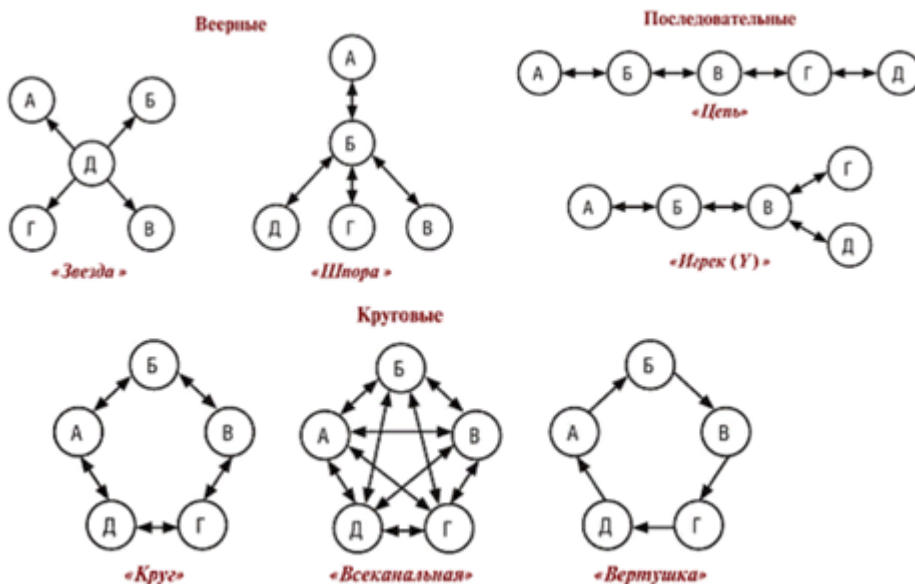 Веерные
А
Б
Д
Г
В
«Звезда»
А
Б
Д
Г
В
«Шпора»
Последовательные
А
Б
В
Г
Д
«Цепь»
А
Б
В
Г
Д
«Игрек (Y)»
Круговые
Б
А
В
Д
Г
«Круг»
Б
А
В
Д
Г
«Всеканальная»
Б
А
В
Д
Г
«Вертушка»